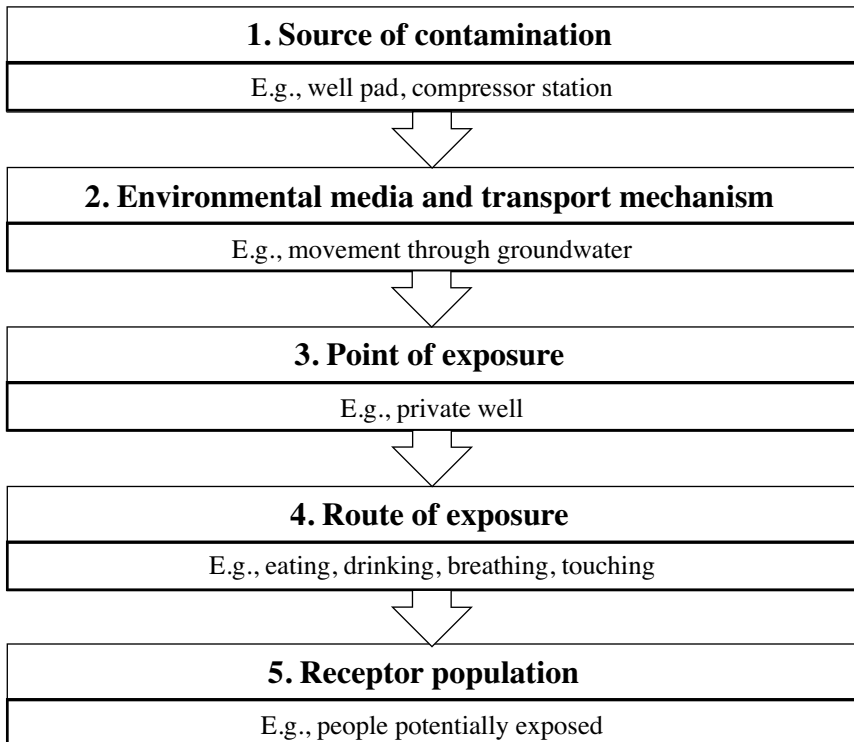 1. Source of contamination
E.g., well pad, compressor station
2. Environmental media and transport mechanism
E.g., movement through groundwater
3. Point of exposure
E.g., private well
4. Route of exposure
E.g., eating, drinking, breathing, touching
5. Receptor population
E.g., people potentially exposed